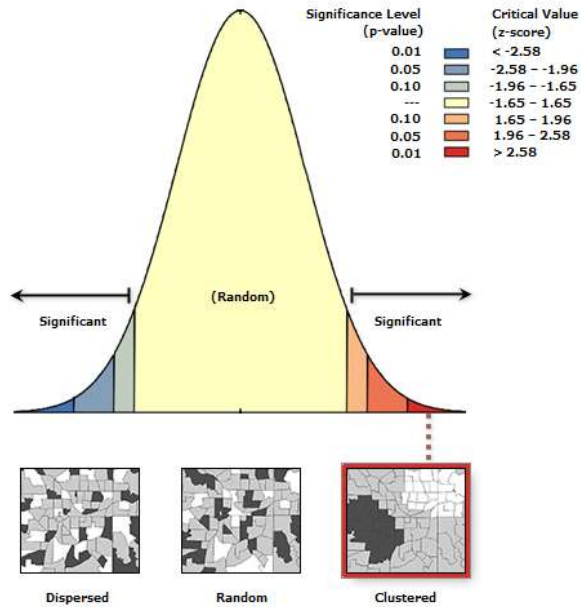 Significance Level Critical Value
(p-value) (z-score)
0.01 < -2.58
0.05 -2.58 – -1.96
0.10 -1.96 – -1.65
--- -1.65 – 1.65
0.10 1.65 – 1.96
0.05 1.96 – 2.58
0.01 > 2.58
(Random)
Significant Significant
Dispersed Random Clustered